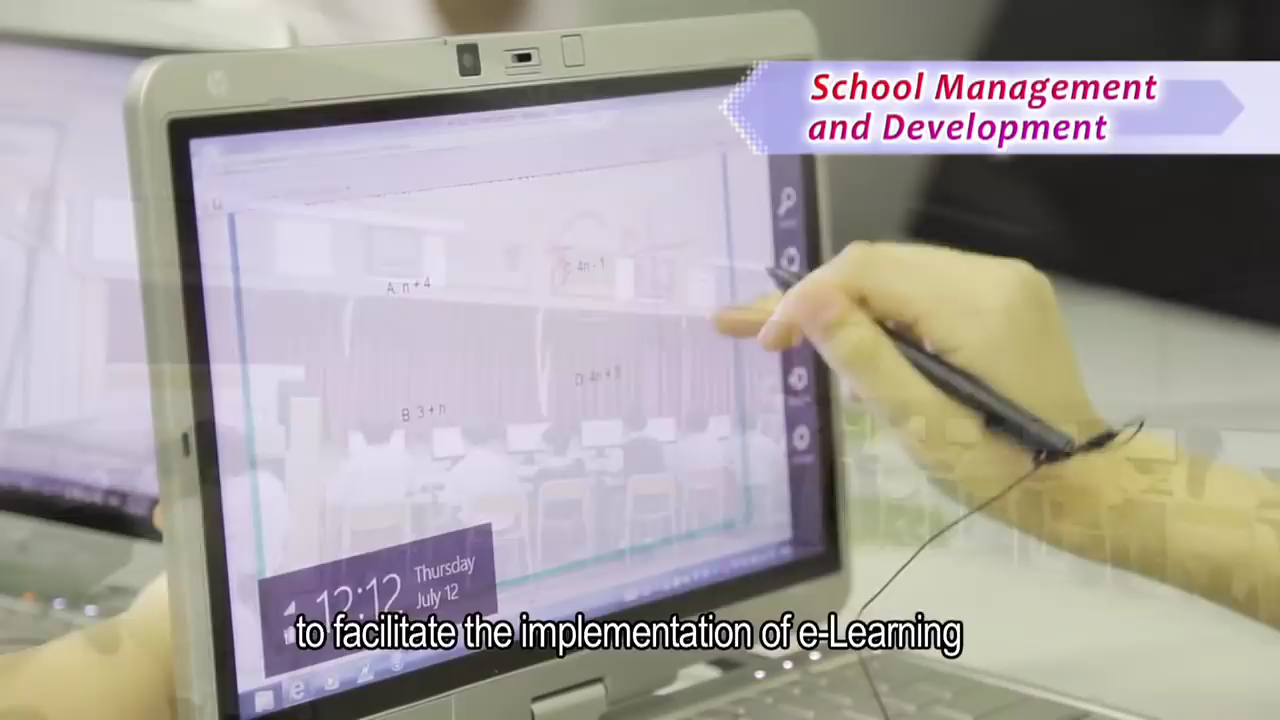 School Management
and Development
C. 4n - 1
A. n + 4
D. 4n + 8
B. 3 + n
12:12
Thursday
July 12
to facilitate the implementation of e-Learning